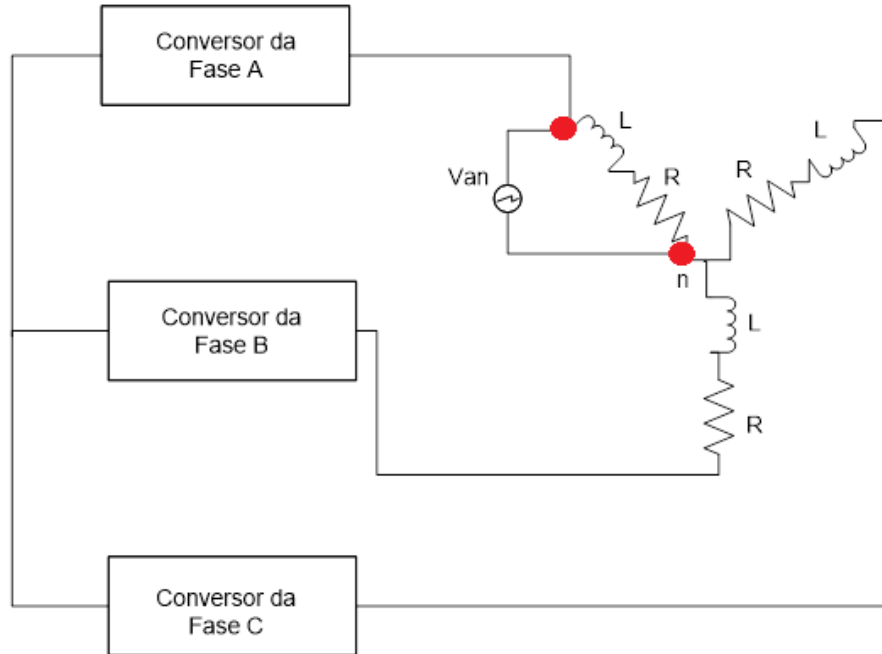 Conversor da
Fase A
L
L
R
R
Van
n
Conversor da
Fase B
L
R
Conversor da
Fase C